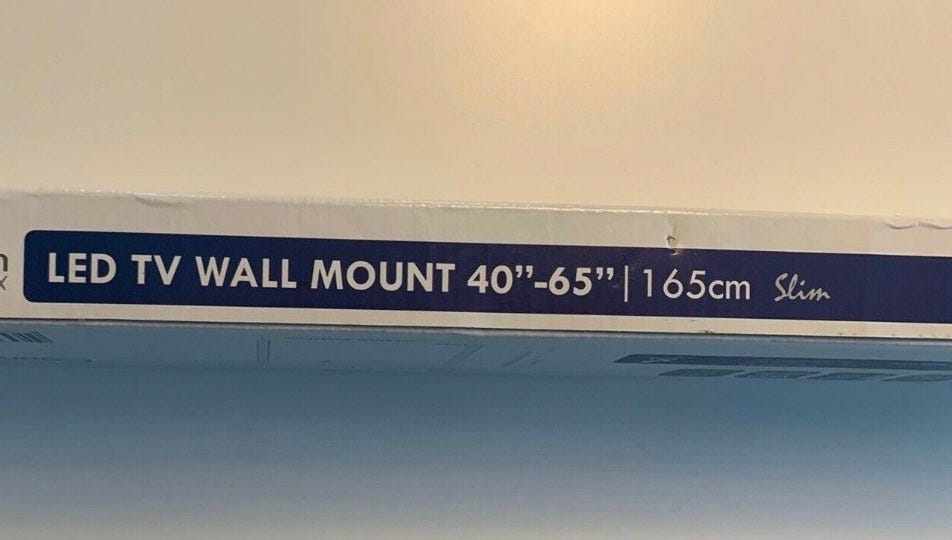 LED TV WALL MOUNT 40”-65” | 165cm Slim